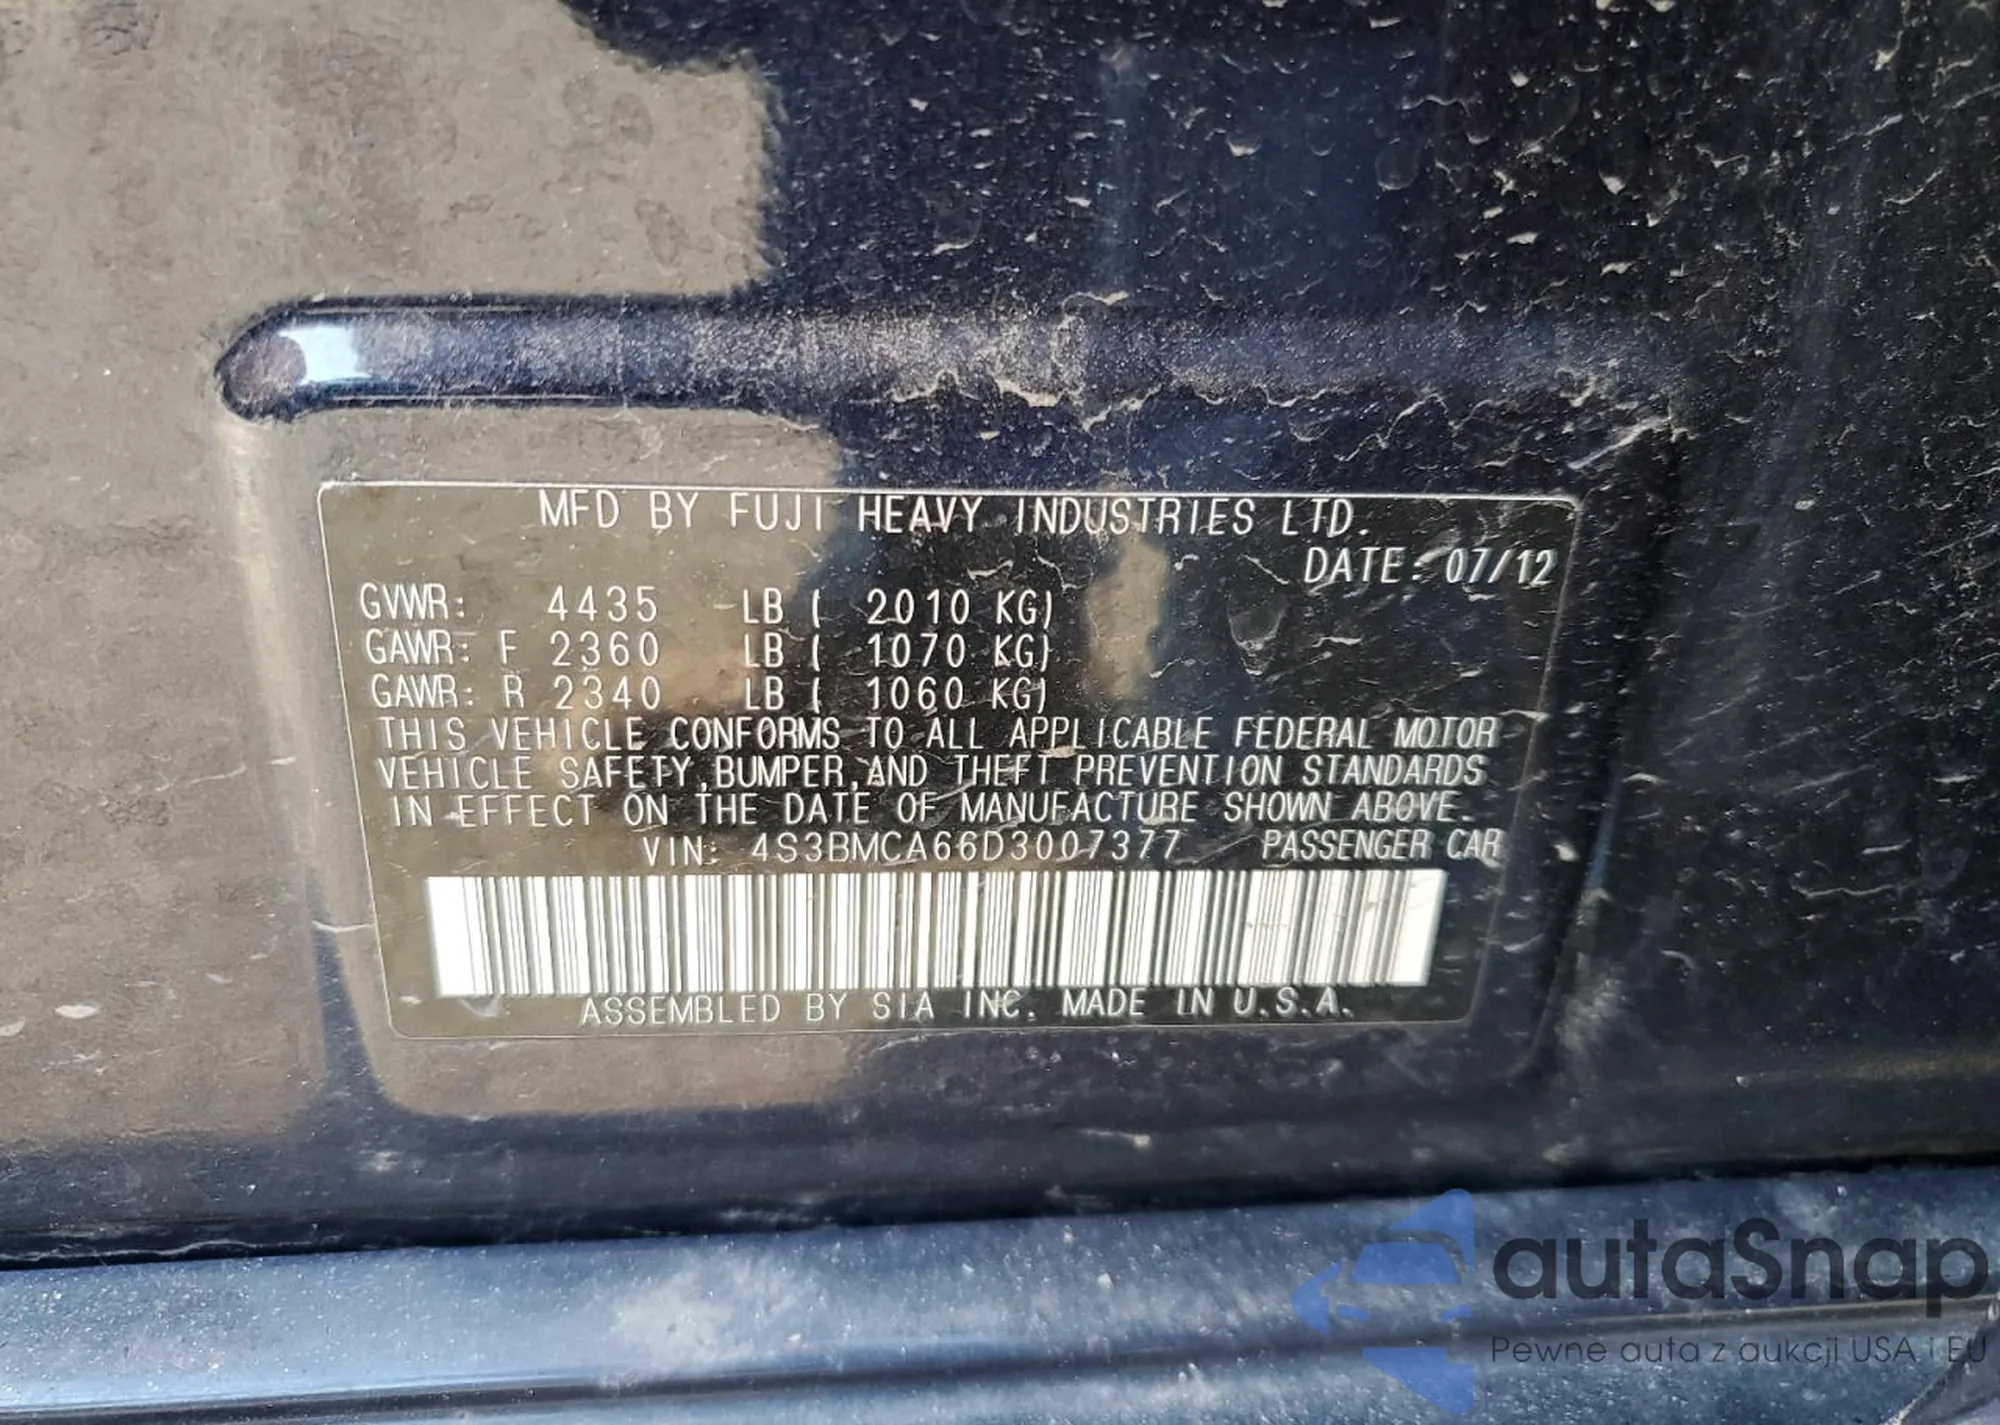 MFD BY FUJI HEAVY INDUSTRIES LTD.
DATE: 07/12
GVWR: 4435 LB ( 2010 KG)
GAWR: F 2360 LB ( 1070 KG)
GAWR: R 2340 LB ( 1060 KG)
THIS VEHICLE CONFORMS TO ALL APPLICABLE FEDERAL MOTOR
VEHICLE SAFETY,BUMPER,AND THEFT PREVENTION STANDARDS
IN EFFECT ON THE DATE OF MANUFACTURE SHOWN ABOVE.
VIN: 4S3BMCA66D3007377 PASSENGER CAR
ASSEMBLED BY SIA INC. MADE IN U.S.A.
autaSnap
Pewne auta z aukcji USA i EU